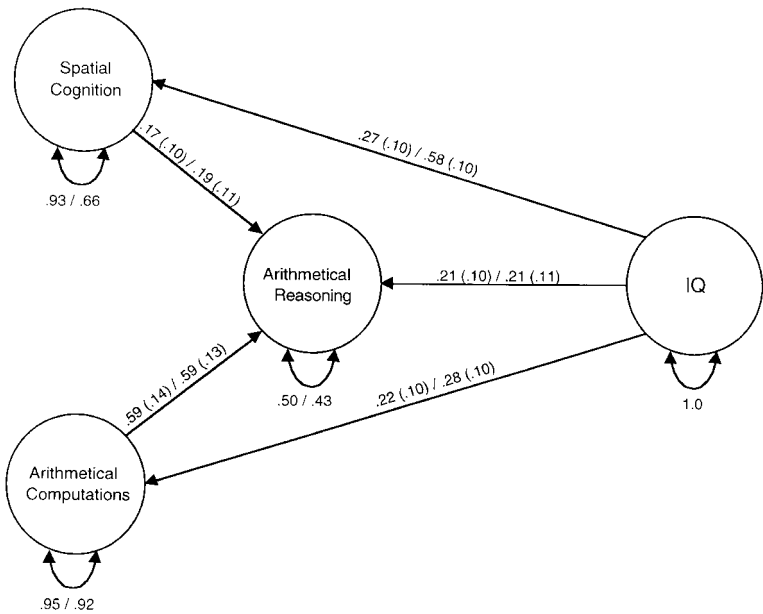 Spatial
Cognition
.93 / .66
.17 (.10) / .19 (.11)
.27 (.10) / .58 (.10)
Arithmetical
Reasoning
.50 / .43
.21 (.10) / .21 (.11)
IQ
1.0
.59 (.14) / .59 (.13)
.22 (.10) / .28 (.10)
Arithmetical
Computations
.95 / .92